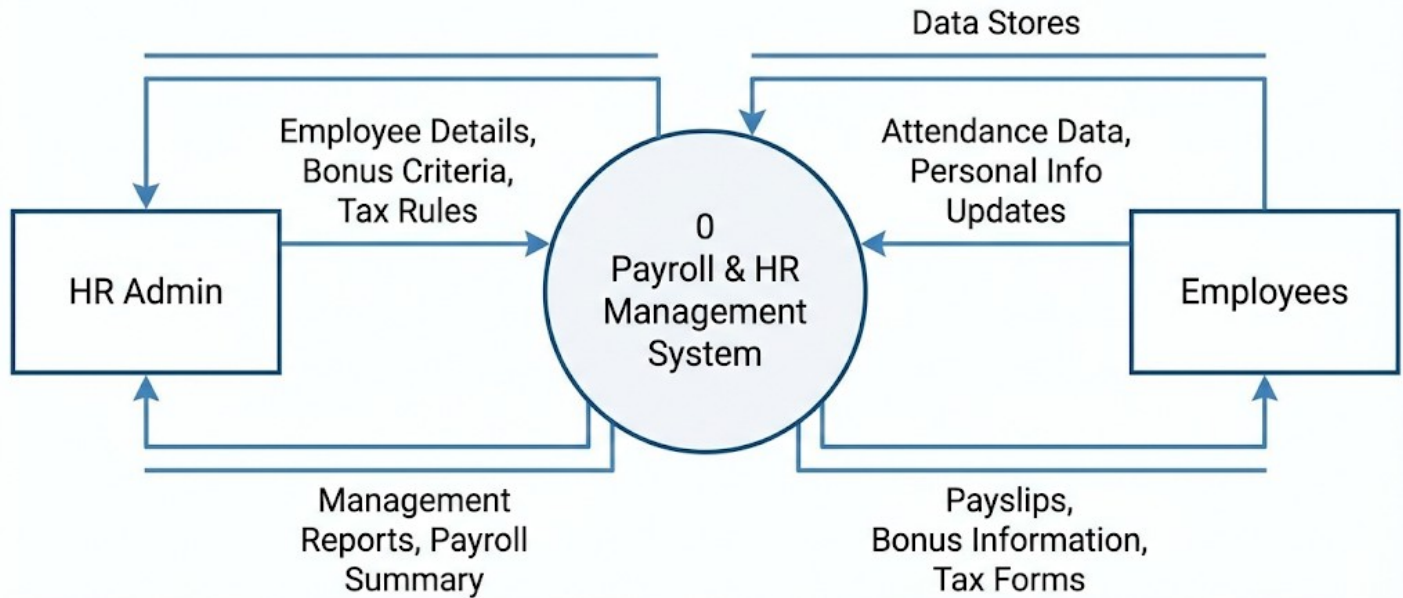 Data Stores
Employee Details,
Bonus Criteria,
Tax Rules
Attendance Data,
Personal Info
Updates
HR Admin
0
Payroll & HR
Management
System
Employees
Management
Reports, Payroll
Summary
Payslips,
Bonus Information,
Tax Forms